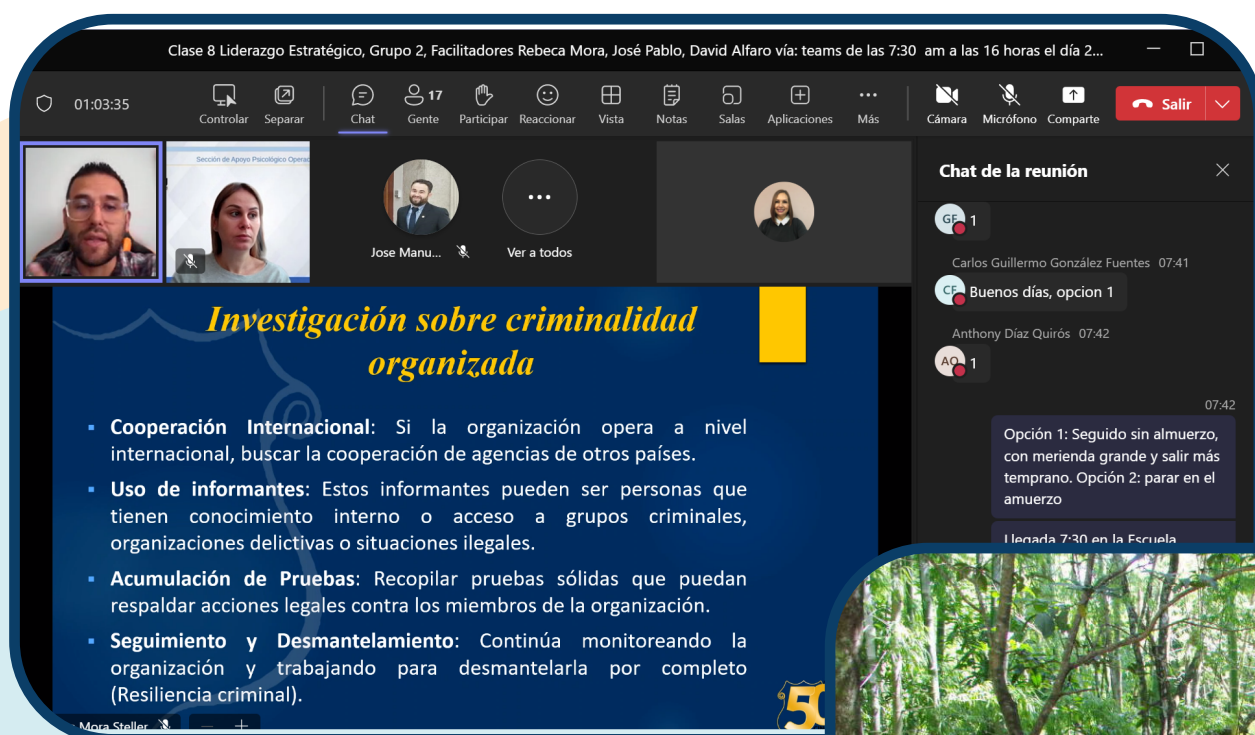 Clase 8 Liderazgo Estratégico, Grupo 2, Facilitadores Rebeca Mora, José Pablo, David Alfaro vía: teams de las 7:30 am a las 16 horas el día 2...
01:03:35
Controlar
Separar
Chat
17
Gente
Participar
Reaccionar
Vista
Notas
Salas
Aplicaciones
Más
Cámara
Micrófono
Comparte
Salir
Sección de Apoyo Psicológico Operac
Jose Manu...
Ver a todos
Investigación sobre criminalidad
organizada
Cooperación Internacional: Si la organización opera a nivel
internacional, buscar la cooperación de agencias de otros países.
Uso de informantes: Estos informantes pueden ser personas que
tienen conocimiento interno o acceso a grupos criminales,
organizaciones delictivas o situaciones ilegales.
Acumulación de Pruebas: Recopilar pruebas sólidas que puedan
respaldar acciones legales contra los miembros de la organización.
Seguimiento y Desmantelamiento: Continúa monitoreando la
organización y trabajando para desmantelarla por completo
(Resiliencia criminal).
50
Mora Steller
Chat de la reunión
GF
1
Carlos Guillermo González Fuentes 07:41
CF
Buenos días, opcion 1
Anthony Díaz Quirós 07:42
AQ
1
07:42
Opción 1: Seguido sin almuerzo,
con merienda grande y salir más
temprano. Opción 2: parar en el
amuerzo
Llegada 7:30 en la Escuela